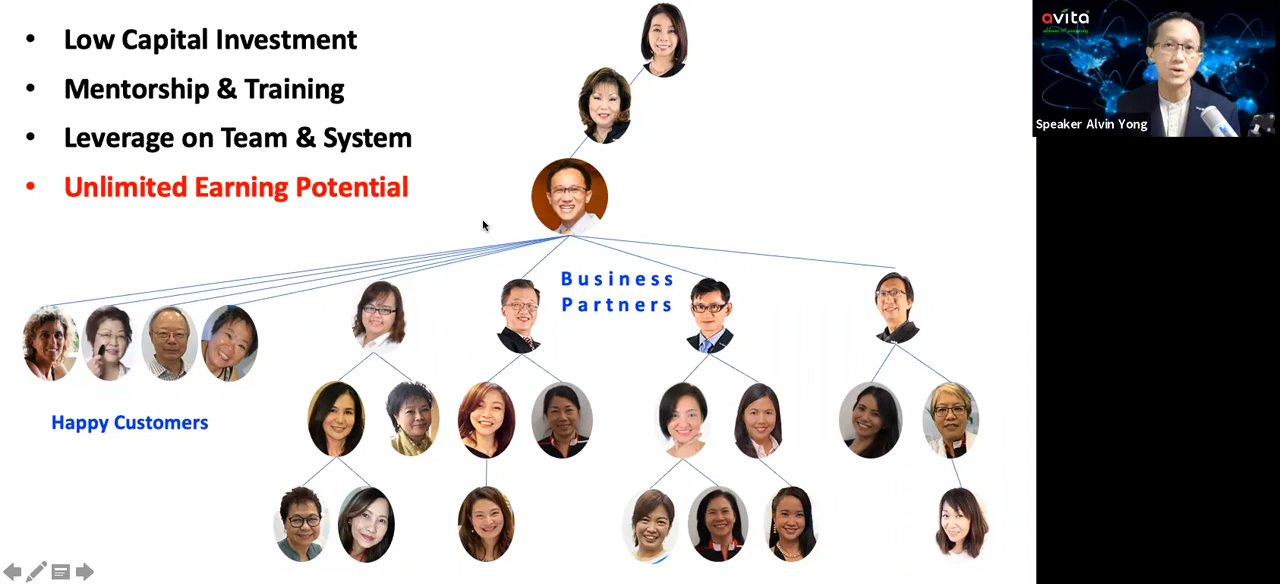 • Low Capital Investment
• Mentorship & Training
• Leverage on Team & System
• Unlimited Earning Potential
avita
Speaker Alvin Yong
Business
Partners
Happy Customers